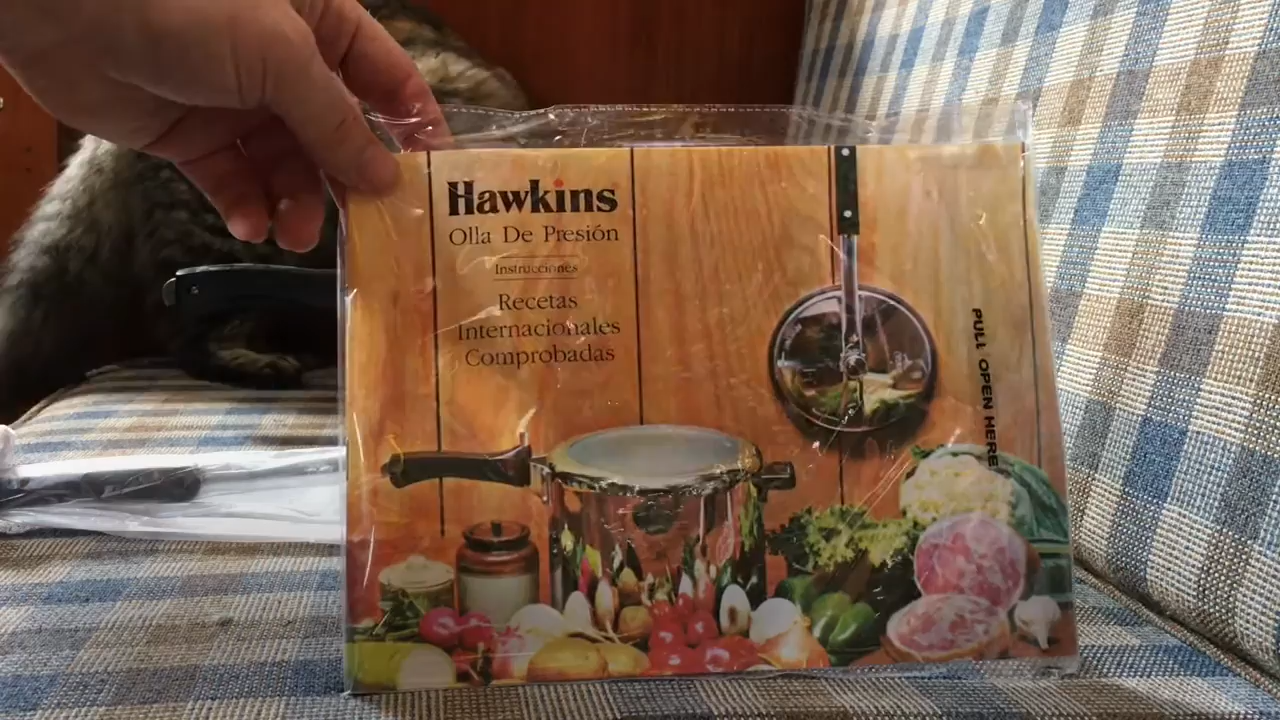 Hawkins
Olla De Presión
Instrucciones
Recetas
Internacionales
Comprobadas
PULL OPEN HERE